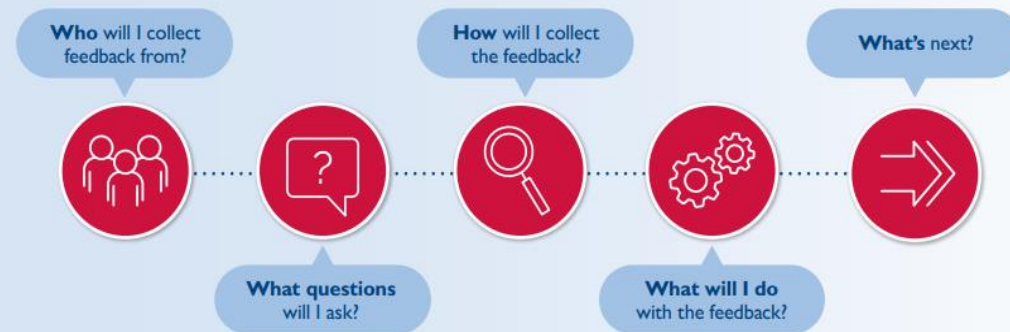 Who will I collect
feedback from?
?
What questions
will I ask?
How will I collect
the feedback?
What will I do
with the feedback?
What's next?